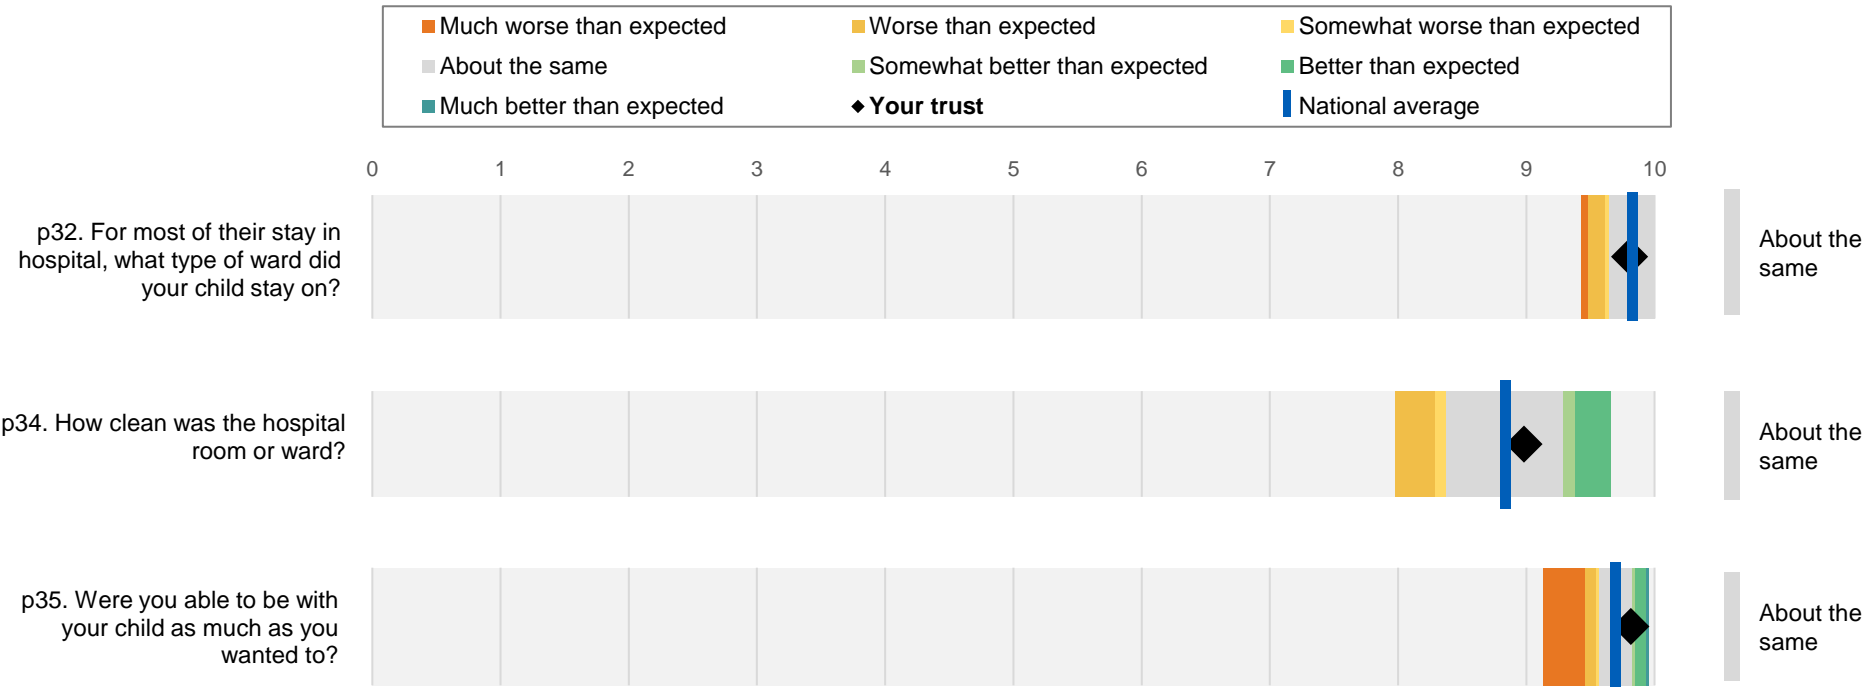 Much worse than expected
Worse than expected
Somewhat worse than expected
About the same
Somewhat better than expected
Better than expected
Much better than expected
Your trust
National average
0 1 2 3 4 5 6 7 8 9 10
p32. For most of their stay in
hospital, what type of ward did
your child stay on?
About the
same
p34. How clean was the hospital
room or ward?
About the
same
p35. Were you able to be with
your child as much as you
wanted to?
About the
same